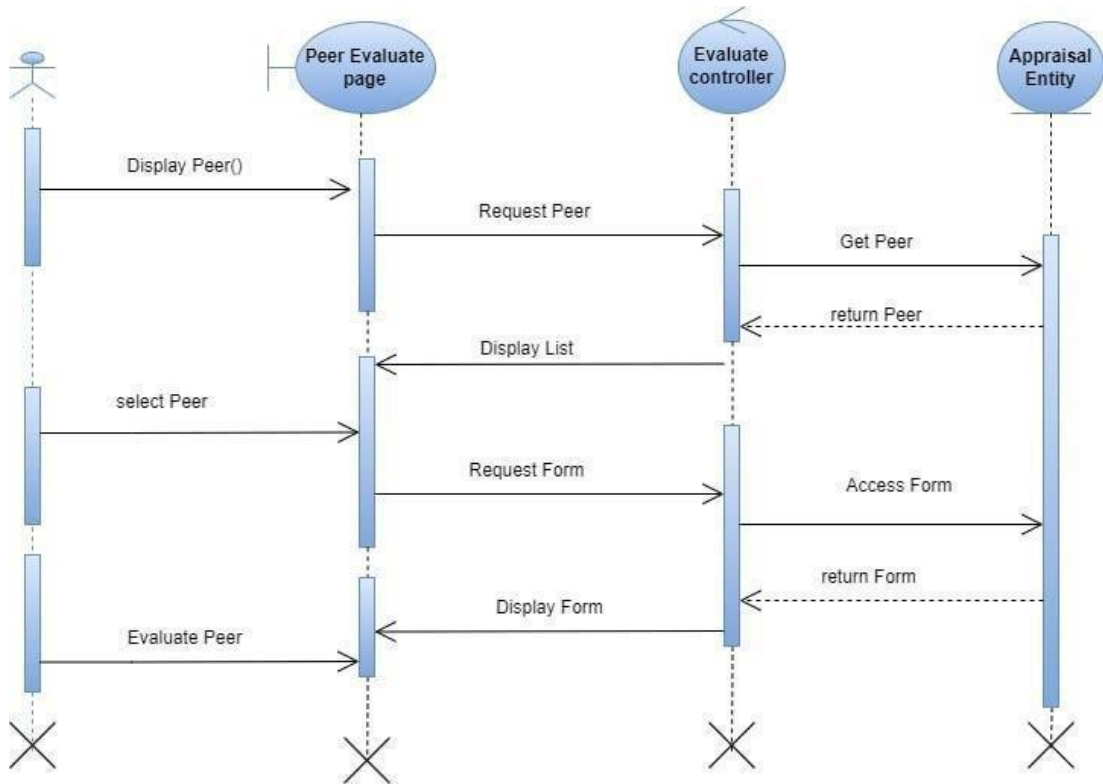 Peer Evaluate
page
Evaluate
controller
Appraisal
Entity
Display Peer()
Request Peer
Get Peer
return Peer
Display List
select Peer
Request Form
Access Form
return Form
Display Form
Evaluate Peer